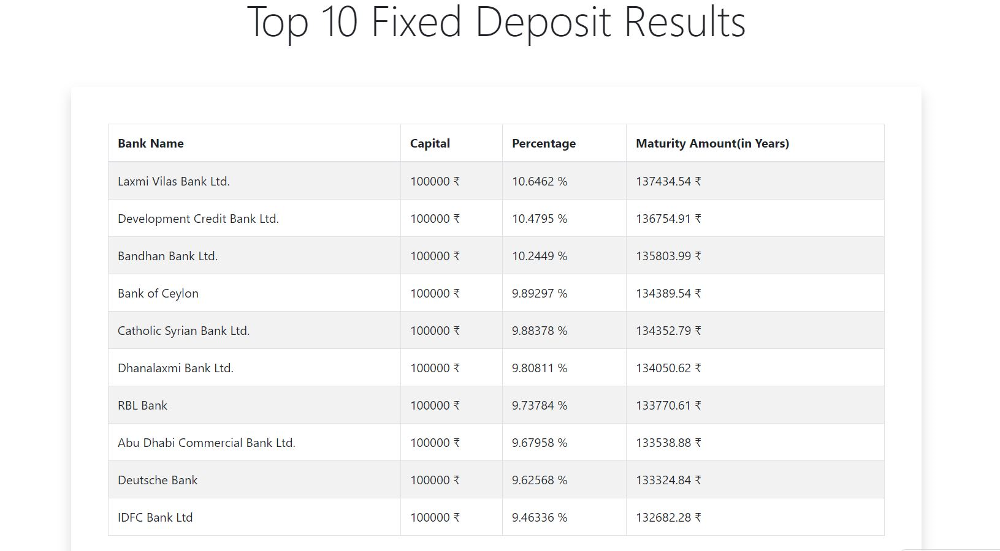 Top 10 Fixed Deposit Results
Bank Name Capital Percentage Maturity Amount(in Years)
Laxmi Vilas Bank Ltd. 100000 ₹ 10.6462 % 137434.54 ₹
Development Credit Bank Ltd. 100000 ₹ 10.4795 % 136754.91 ₹
Bandhan Bank Ltd. 100000 ₹ 10.2449 % 135803.99 ₹
Bank of Ceylon 100000 ₹ 9.89297 % 134389.54 ₹
Catholic Syrian Bank Ltd. 100000 ₹ 9.88378 % 134352.79 ₹
Dhanalaxmi Bank Ltd. 100000 ₹ 9.80811 % 134050.62 ₹
RBL Bank 100000 ₹ 9.73784 % 133770.61 ₹
Abu Dhabi Commercial Bank Ltd. 100000 ₹ 9.67958 % 133538.88 ₹
Deutsche Bank 100000 ₹ 9.62568 % 133324.84 ₹
IDFC Bank Ltd 100000 ₹ 9.46336 % 132682.28 ₹